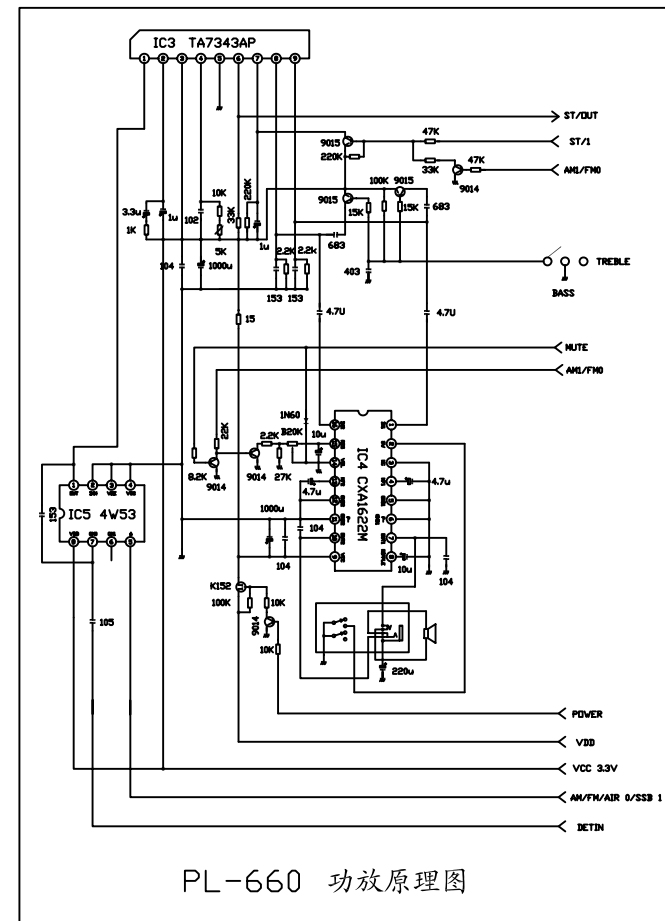 IC3 TA7343AP
1 2 3 4 5 6 7 8 9
ST/OUT
9015
47K
ST/1
220K
33K
47K
AM1/FM0
9014
9015
100K
9015
15K
15K
683
683
403
TREBLE
BASS
3.3u
1K
1u
102
10K
5K
33K
220K
1u
104
1000u
2.2K
2.2k
153
153
15
4.7U
4.7U
MUTE
AM1/FM0
1N60
22K
2.2K
B20K
10u
8.2K
9014
9014
27K
IC4 CXA1622M
4.7u
4.7u
1000u
104
104
10u
104
153
IC5 4W53
105
K152
100K
10K
9014
10K
220u
POWER
VDD
VCC 3.3V
AM/FM/AIR 0/SSB 1
DETIN
PL-660 功放原理图